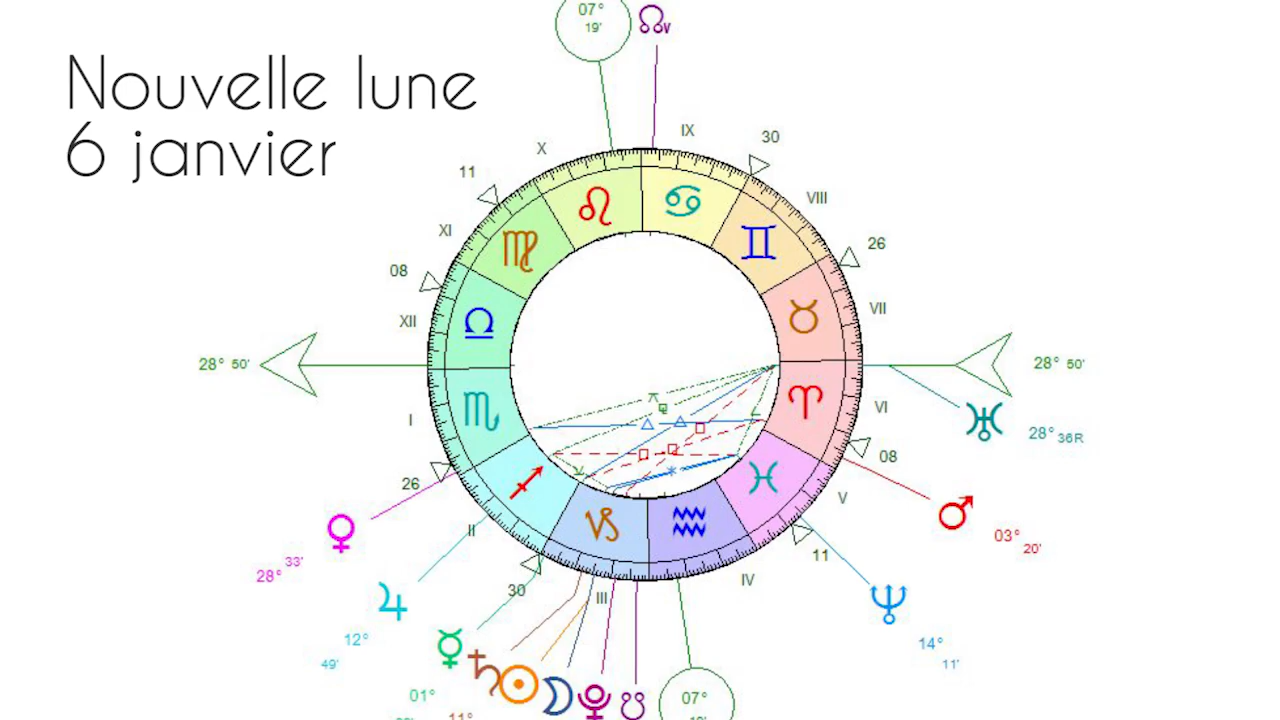 Nouvelle lune
6 janvier
07°
19'
V
IX
30
X
11
VIII
XI
26
08
VII
XII
28° 50'
28° 50'
I
VI
28° 36R
08
26
V
03° 20'
II
33'
28°
11
30
IV
III
12°
49'
14°
11'
01°
11°
07°